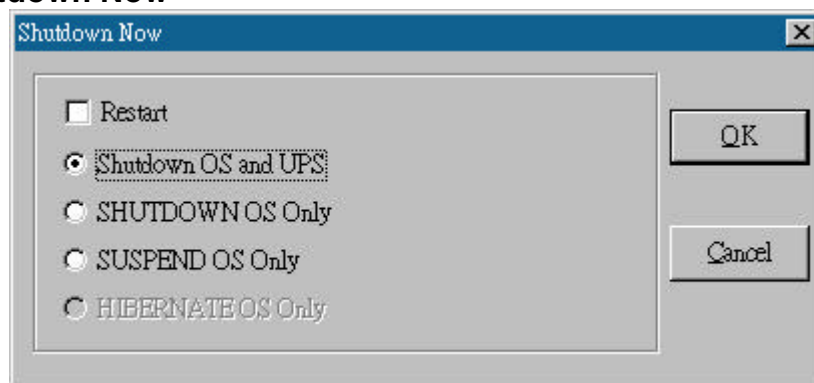 Shutdown Now
Restart
Shutdown OS and UPS
SHUTDOWN OS Only
SUSPEND OS Only
HIBERNATE OS Only
OK
Cancel